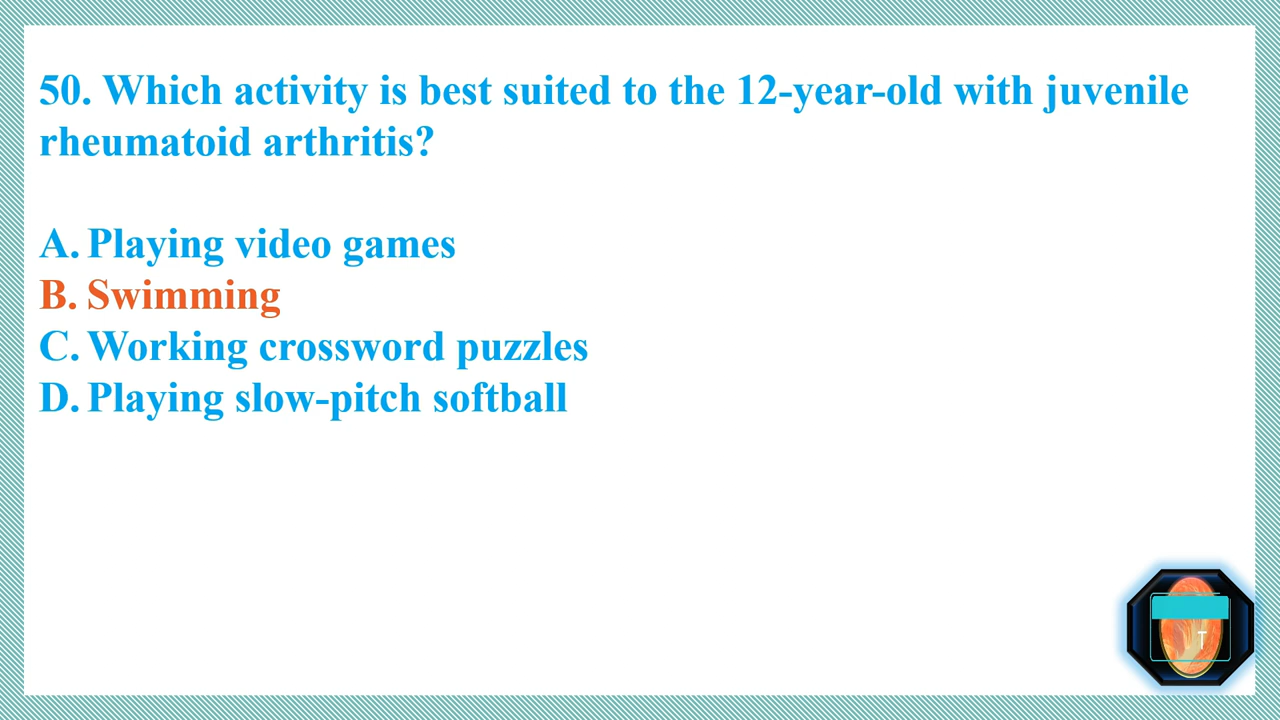 50. Which activity is best suited to the 12-year-old with juvenile
rheumatoid arthritis?
A. Playing video games
B. Swimming
C. Working crossword puzzles
D. Playing slow-pitch softball
T